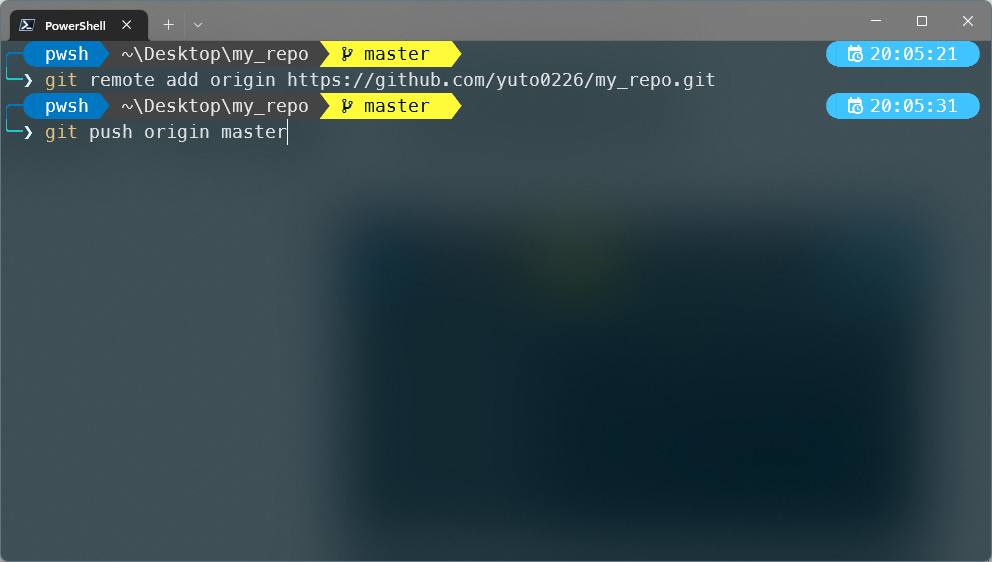 PowerShell
pwsh ~\Desktop\my_repo master 20:05:21
❯ git remote add origin https://github.com/yuto0226/my_repo.git
pwsh ~\Desktop\my_repo master 20:05:31
❯ git push origin master